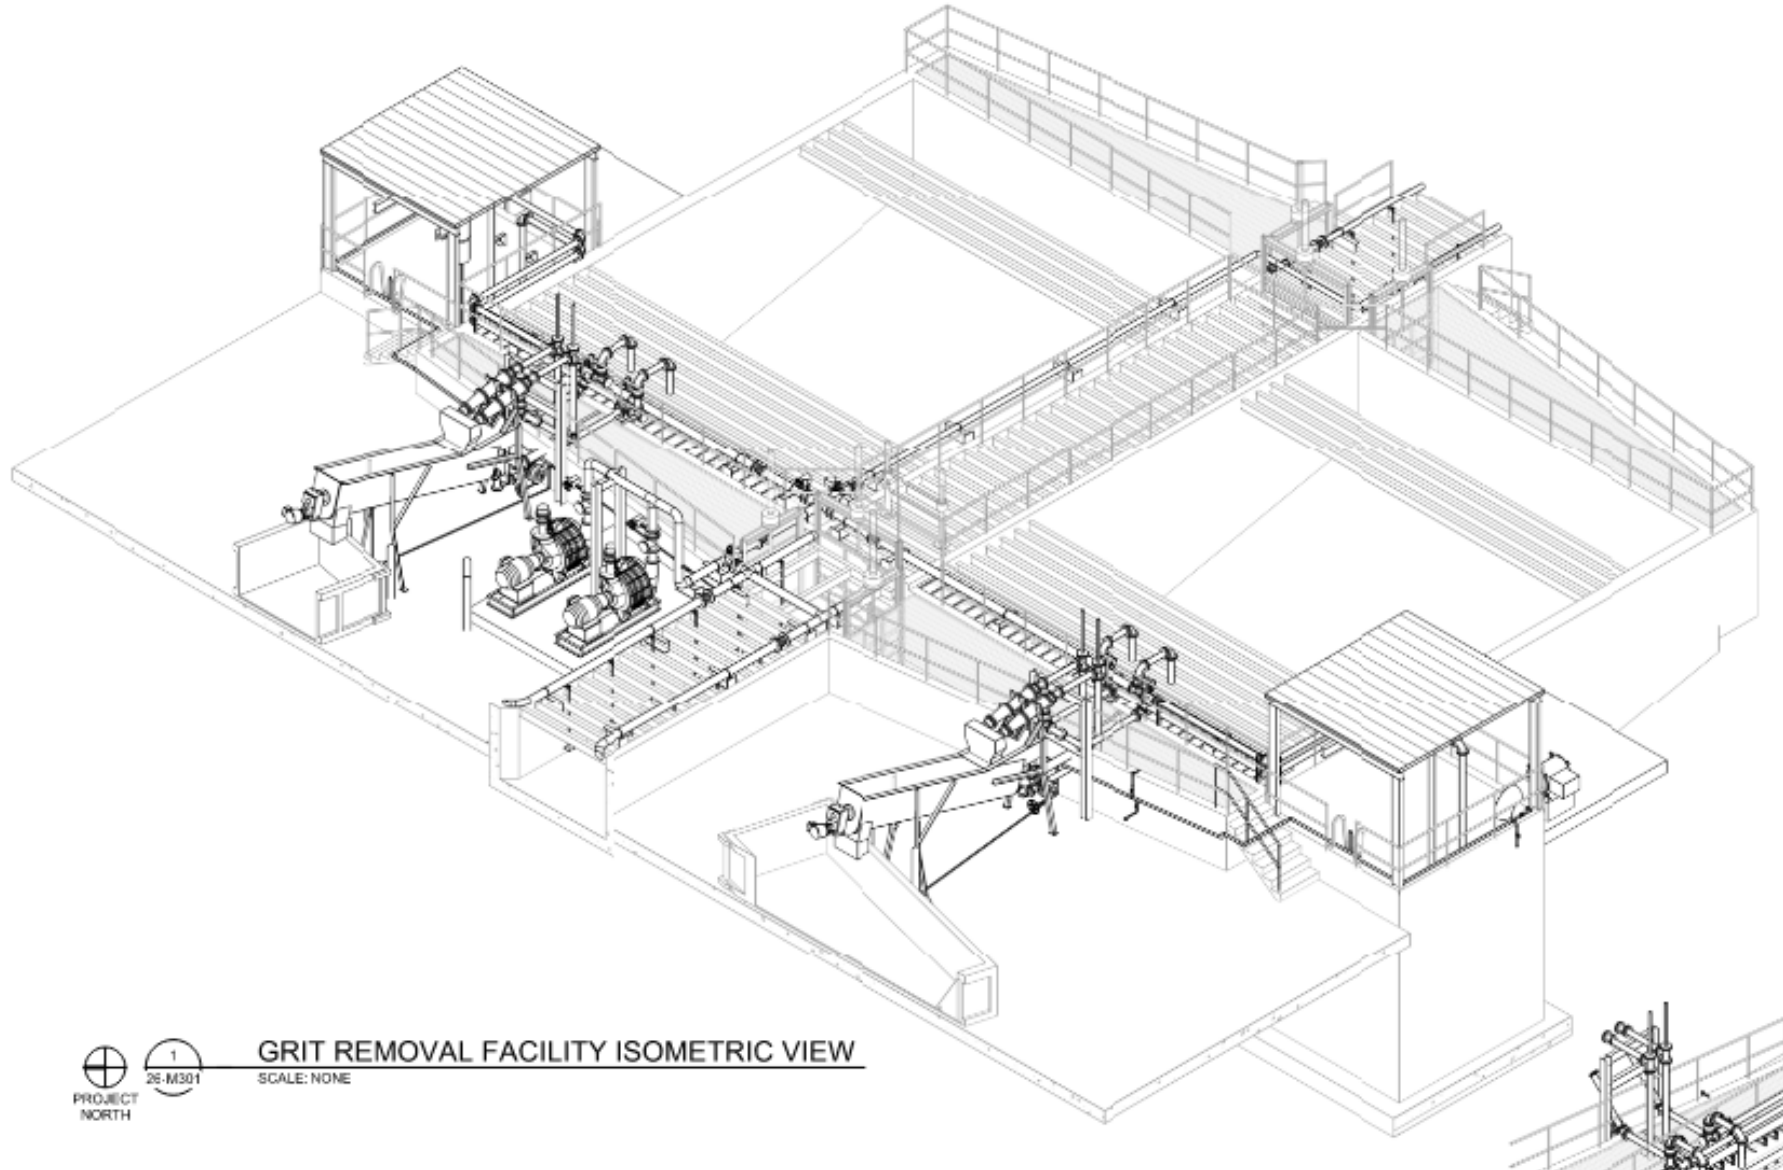 1
26-M301
GRIT REMOVAL FACILITY ISOMETRIC VIEW
SCALE: NONE
PROJECT
NORTH